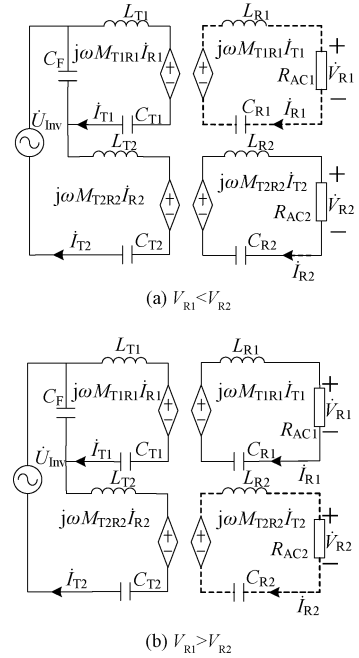 L_T1 L_R1
C_F jωM_T1R1 İ_R1 jωM_T1R1 İ_T1 R_AC1 V̇_R1
U̇_Inv İ_T1 C_T1 C_R1 İ_R1
L_T2 L_R2
jωM_T2R2 İ_R2 jωM_T2R2 İ_T2 R_AC2 V̇_R2
İ_T2 C_T2 C_R2 İ_R2
(a) V_R1<V_R2
L_T1 L_R1
C_F jωM_T1R1 İ_R1 jωM_T1R1 İ_T1 R_AC1 V̇_R1
U̇_Inv İ_T1 C_T1 C_R1 İ_R1
L_T2 L_R2
jωM_T2R2 İ_R2 jωM_T2R2 İ_T2 R_AC2 V̇_R2
İ_T2 C_T2 C_R2 İ_R2
(b) V_R1>V_R2